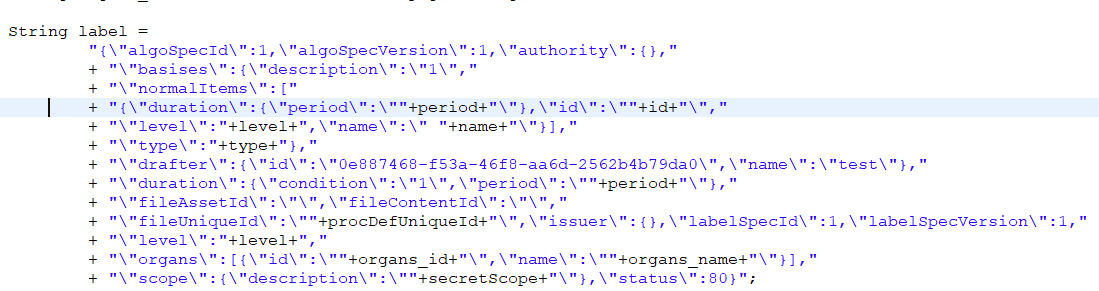 String label =
"{\"algoSpecId\":1,\"algoSpecVersion\":1,\"authority\":{},"
+ "\"basises\":{\"description\":\"1\","
+ "\"normalItems\":["
+ "{\"duration\":{\"period\":\""+period+"\"},\"id\":\""+id+"\","
+ "\"level\":"+level+",\"name\":\" "+name+"\"}],"
+ "\"type\":"+type+"},"
+ "\"drafter\":{\"id\":\"0e887468-f53a-46f8-aa6d-2562b4b79da0\",\"name\":\"test\"},"
+ "\"duration\":{\"condition\":\"1\",\"period\":\""+period+"\"},"
+ "\"fileAssetId\":\"\",\"fileContentId\":\"\","
+ "\"fileUniqueId\":\""+procDefUniqueId+"\",\"issuer\":{},\"labelSpecId\":1,\"labelSpecVersion\":1,"
+ "\"level\":"+level+","
+ "\"organs\":[{\"id\":\""+organs_id+"\",\"name\":\""+organs_name+"\"}],"
+ "\"scope\":{\"description\":\""+secretScope+"\"},\"status\":80}";